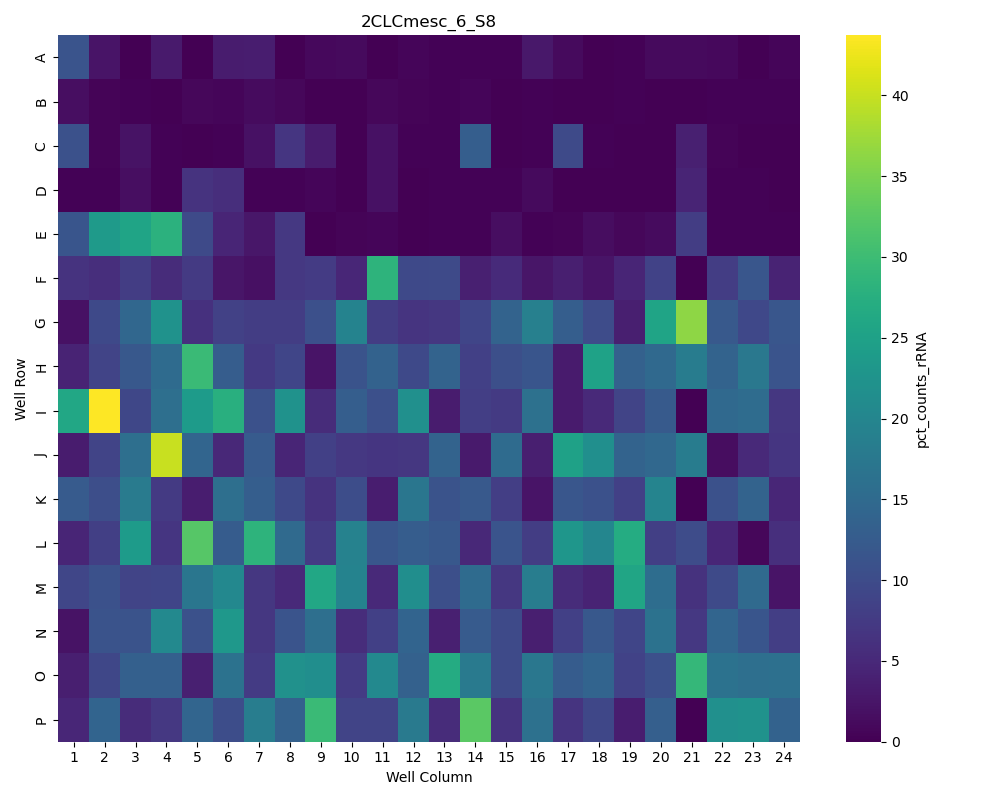 2CLCmesc_6_S8
A
B
C
D
E
F
G
H
I
J
K
L
M
N
O
P
Well Row
1 2 3 4 5 6 7 8 9 10 11 12 13 14 15 16 17 18 19 20 21 22 23 24
Well Column
40
35
30
25
20
15
10
5
0
pct_counts_rRNA